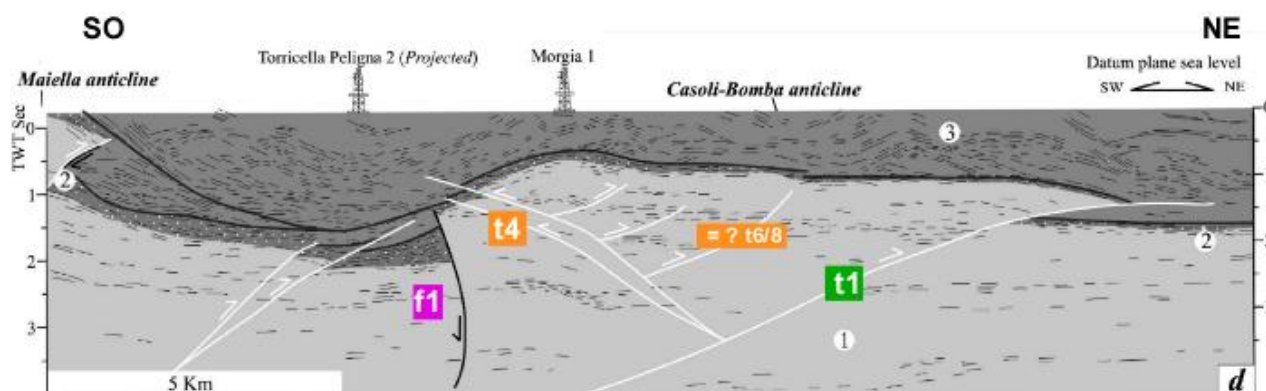 SO NE
Torricella Peligna 2 (Projected) Morgia 1
Maiella anticline Casoli-Bomba anticline Datum plane sea level
SW NE
TWT Sec
0
3
2
1
t4
= ? t6/8
2
2
t1
f1
3
1
5 Km
d